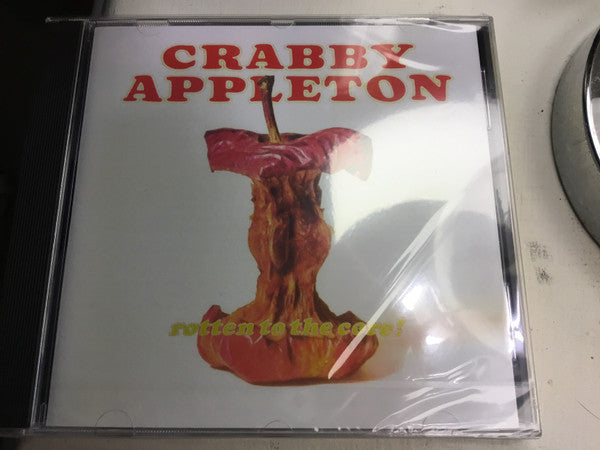 CRABBY
APPLETON
rotten to the core!